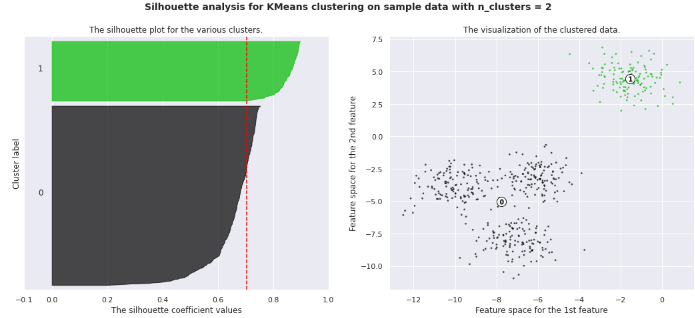 Silhouette analysis for KMeans clustering on sample data with n_clusters = 2
The silhouette plot for the various clusters.
1
0
Cluster label
−0.1 0.0 0.2 0.4 0.6 0.8 1.0
The silhouette coefficient values
The visualization of the clustered data.
7.5
5.0
2.5
0.0
−2.5
−5.0
−7.5
−10.0
Feature space for the 2nd feature
1
0
−12 −10 −8 −6 −4 −2 0
Feature space for the 1st feature